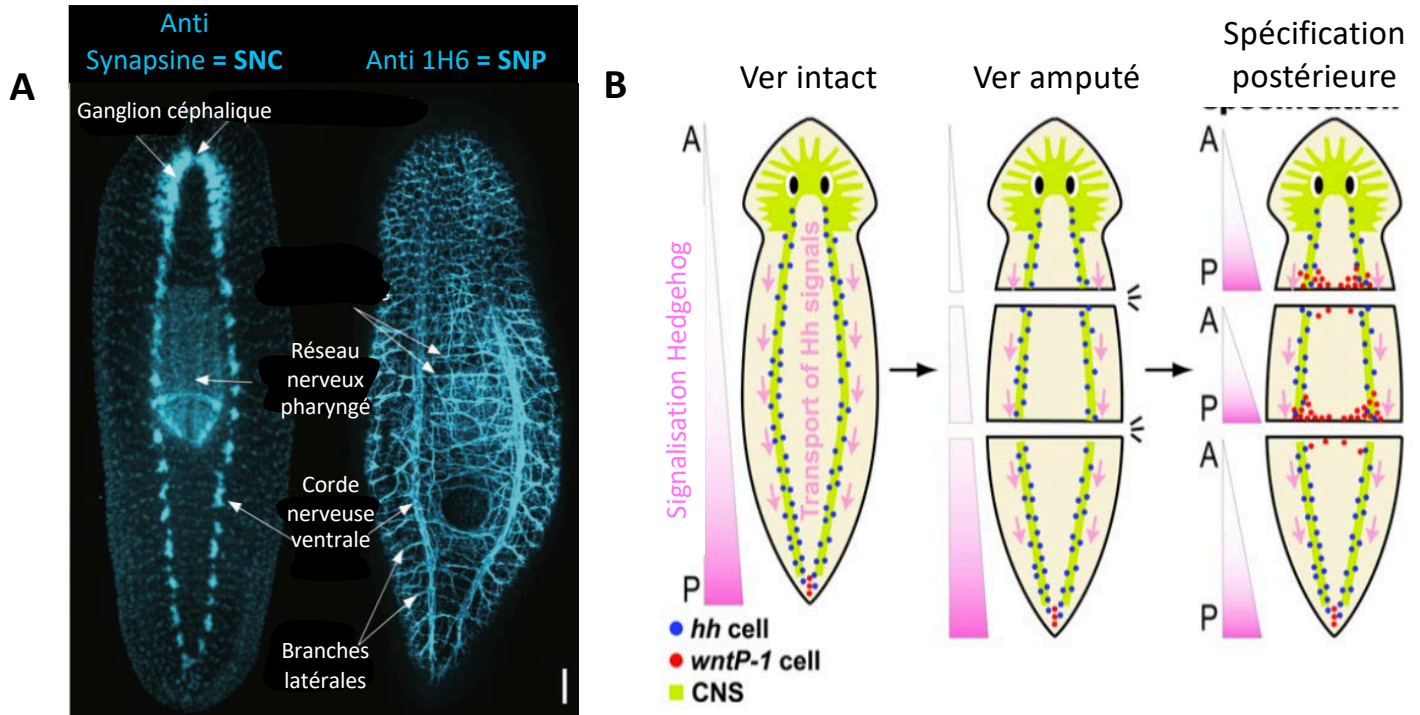 Anti
Synapsine = SNC
Anti 1H6 = SNP
A
Ganglion céphalique
Réseau
nerveux
pharyngé
Corde
nerveuse
ventrale
Branches
latérales
B
Ver intact
Ver amputé
Spécification
postérieure
A
P
Signalisation Hedgehog
Transport of Hh signals
hh cell
wntP-1 cell
CNS
A
P
A
P
A
P